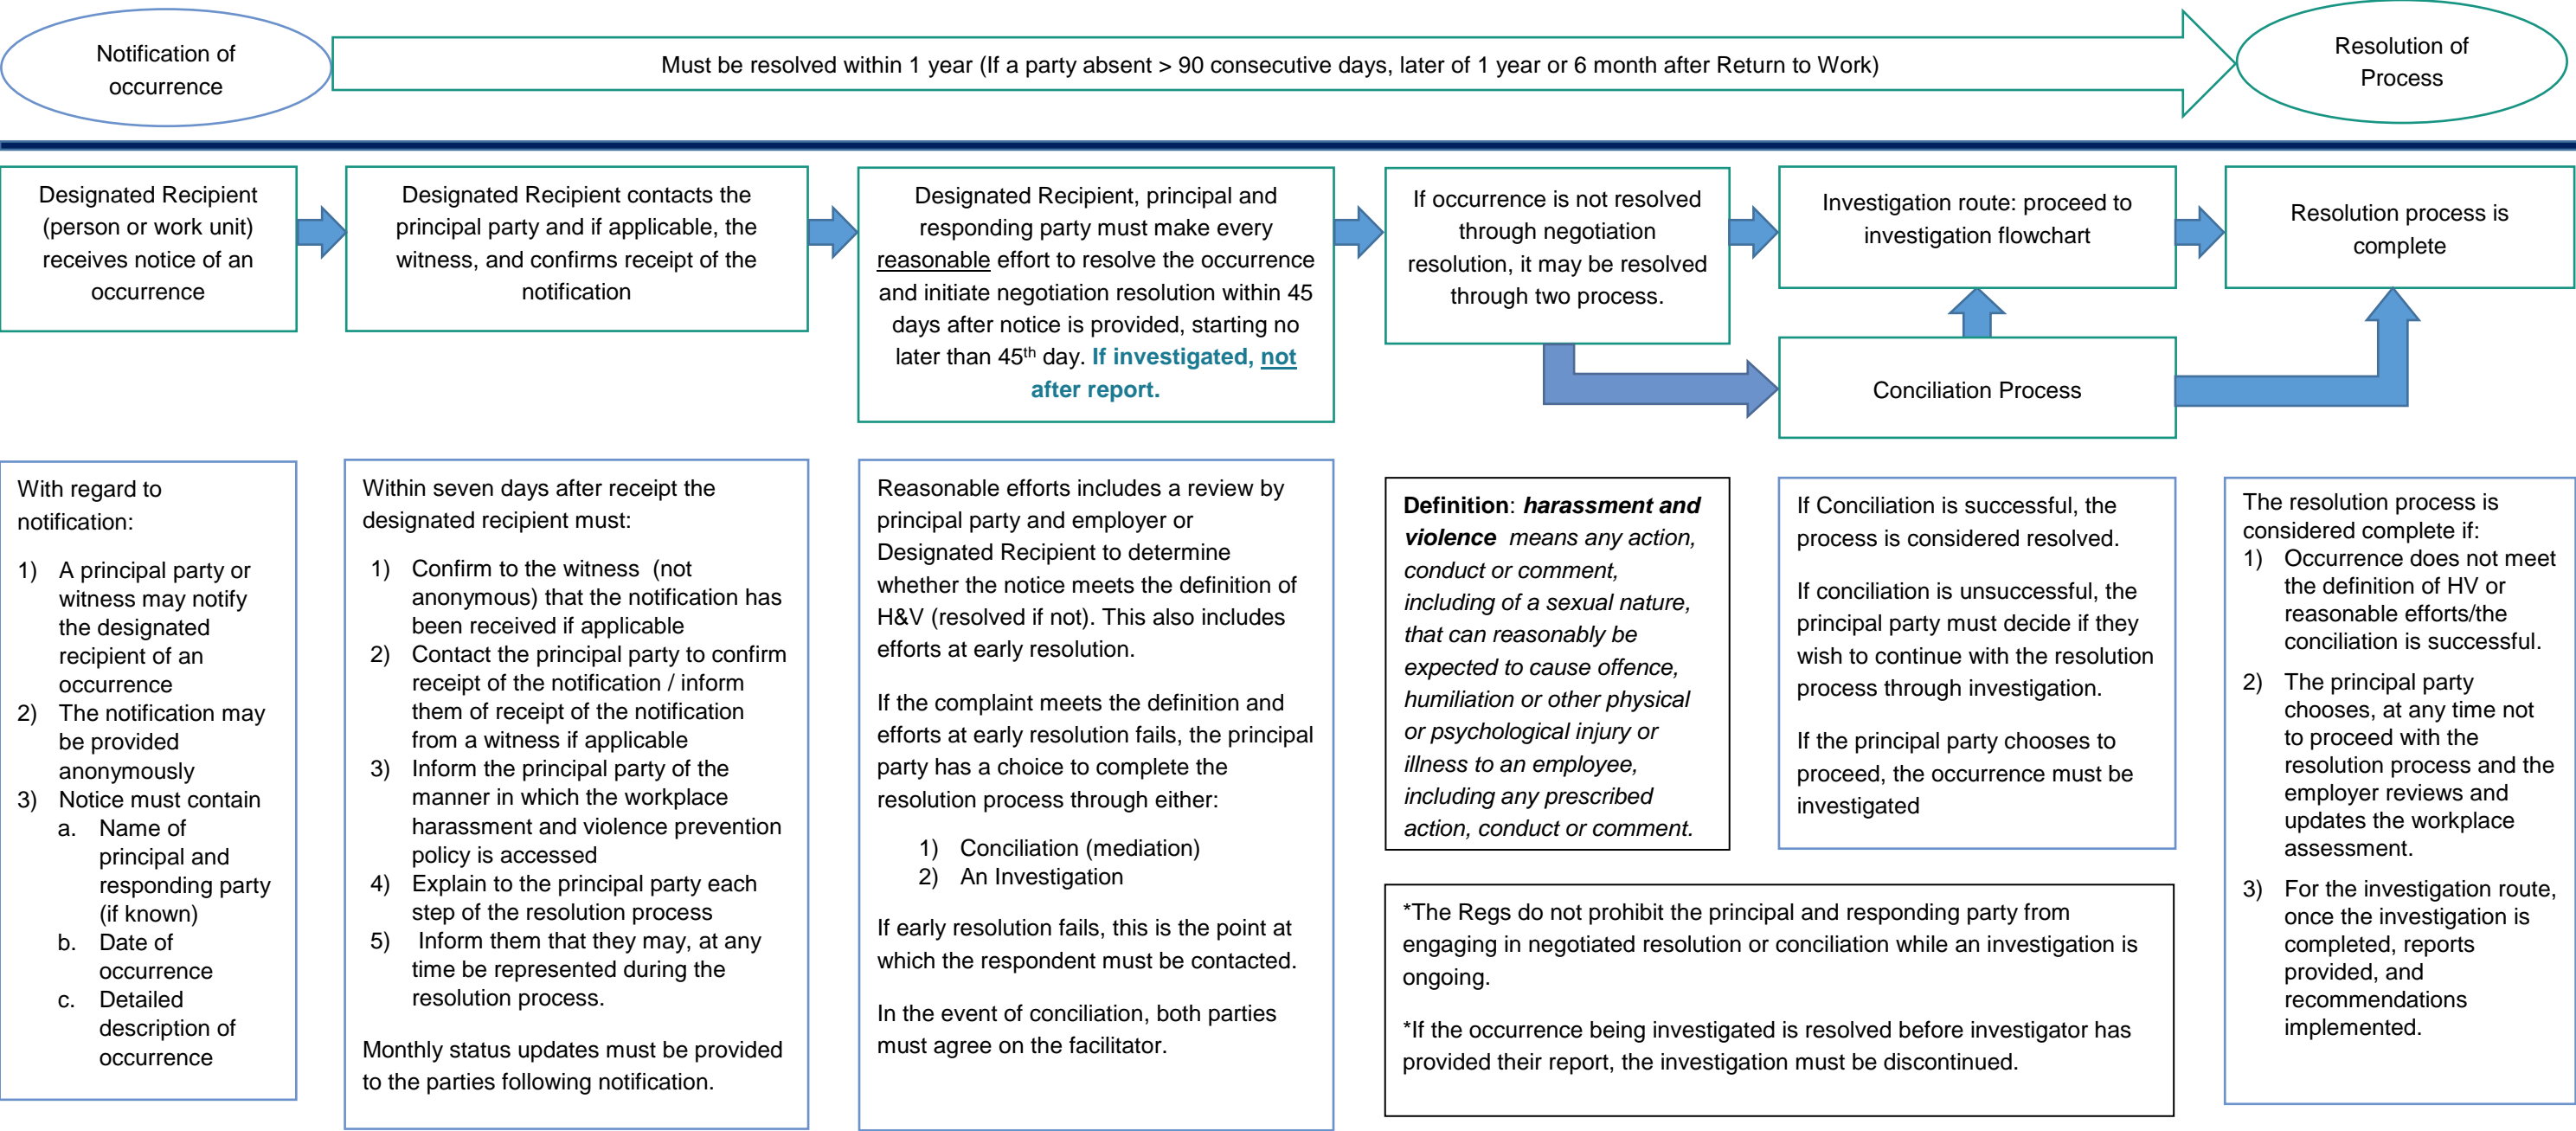 Notification of
occurrence
Must be resolved within 1 year (If a party absent > 90 consecutive days, later of 1 year or 6 month after Return to Work)
Resolution of
Process
Designated Recipient
(person or work unit)
receives notice of an
occurrence
Designated Recipient contacts the
principal party and if applicable, the
witness, and confirms receipt of the
notification
Designated Recipient, principal and
responding party must make every
reasonable effort to resolve the occurrence
and initiate negotiation resolution within 45
days after notice is provided, starting no
later than 45th day. If investigated, not
after report.
If occurrence is not resolved
through negotiation
resolution, it may be resolved
through two process.
Investigation route: proceed to
investigation flowchart
Resolution process is
complete
Conciliation Process
With regard to
notification:
1) A principal party or
witness may notify
the designated
recipient of an
occurrence
2) The notification may
be provided
anonymously
3) Notice must contain
a. Name of
principal and
responding party
(if known)
b. Date of
occurrence
c. Detailed
description of
occurrence
Within seven days after receipt the
designated recipient must:
1) Confirm to the witness (not
anonymous) that the notification has
been received if applicable
2) Contact the principal party to confirm
receipt of the notification / inform
them of receipt of the notification
from a witness if applicable
3) Inform the principal party of the
manner in which the workplace
harassment and violence prevention
policy is accessed
4) Explain to the principal party each
step of the resolution process
5) Inform them that they may, at any
time be represented during the
resolution process.
Monthly status updates must be provided
to the parties following notification.
Reasonable efforts includes a review by
principal party and employer or
Designated Recipient to determine
whether the notice meets the definition of
H&V (resolved if not). This also includes
efforts at early resolution.
If the complaint meets the definition and
efforts at early resolution fails, the principal
party has a choice to complete the
resolution process through either:
1) Conciliation (mediation)
2) An Investigation
If early resolution fails, this is the point at
which the respondent must be contacted.
In the event of conciliation, both parties
must agree on the facilitator.
Definition: harassment and
violence means any action,
conduct or comment,
including of a sexual nature,
that can reasonably be
expected to cause offence,
humiliation or other physical
or psychological injury or
illness to an employee,
including any prescribed
action, conduct or comment.
If Conciliation is successful, the
process is considered resolved.
If conciliation is unsuccessful, the
principal party must decide if they
wish to continue with the resolution
process through investigation.
If the principal party chooses to
proceed, the occurrence must be
investigated
*The Regs do not prohibit the principal and responding party from
engaging in negotiated resolution or conciliation while an investigation is
ongoing.
*If the occurrence being investigated is resolved before investigator has
provided their report, the investigation must be discontinued.
The resolution process is
considered complete if:
1) Occurrence does not meet
the definition of HV or
reasonable efforts/the
conciliation is successful.
2) The principal party
chooses, at any time not
to proceed with the
resolution process and the
employer reviews and
updates the workplace
assessment.
3) For the investigation route,
once the investigation is
completed, reports
provided, and
recommendations
implemented.